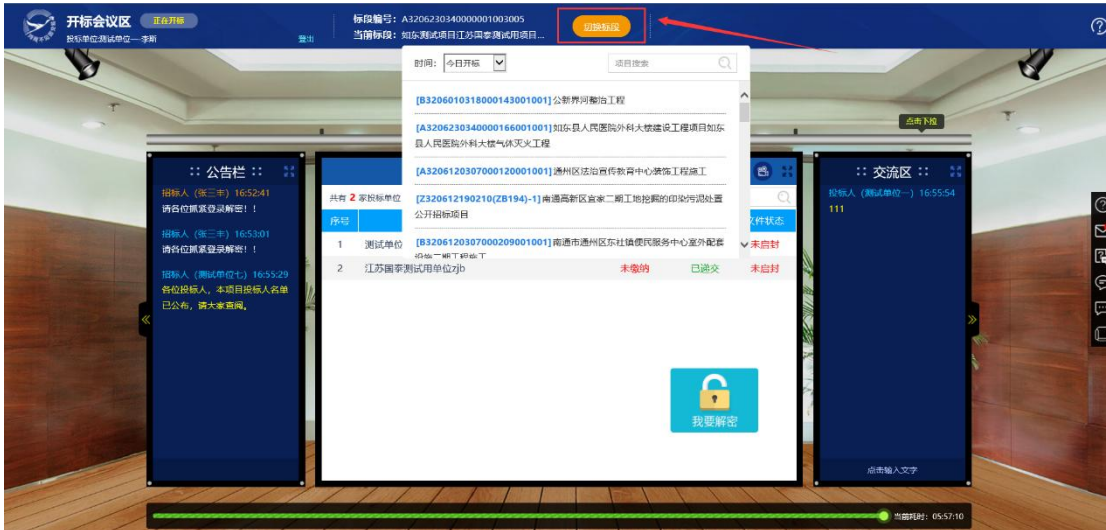 开标会议区 正在开标
投标单位:测试单位一-李斯
登出
标段编号：A3206230340000001003005
当前标段：如东测试项目江苏国泰测试用项目...
切换标段
时间： 今日开标
项目搜索
[B3206010318000143001001]公新界河整治工程
[A3206230340000166001001]如东县人民医院外科大楼建设工程项目如东
县人民医院外科大楼气体灭火工程
[A3206120307000120001001]通州区法治宣传教育中心装饰工程施工
[Z320612190210(ZB194)-1]南通高新区宣家二期工地挖掘的印染污泥处置
公开招标项目
[B3206120307000209001001]南通市通州区东社镇便民服务中心室外配套
设施二期工程施工
:: 公告栏 ::
招标人（张三丰）16:52:41
请各位抓紧登录解密！！
招标人（张三丰）16:53:01
请各位抓紧登录解密！！
招标人（测试单位七）16:55:29
各位投标人，本项目投标人名单
已公布，请大家查阅。
共有 2 家投标单位
序号
文件状态
1 测试单位 未启封
2 江苏国泰测试用单位zjb 未缴纳 已递交 未启封
我要解密
点击下拉
:: 交流区 ::
投标人（测试单位一）16:55:54
111
点击输入文字
当前耗时：05:57:10